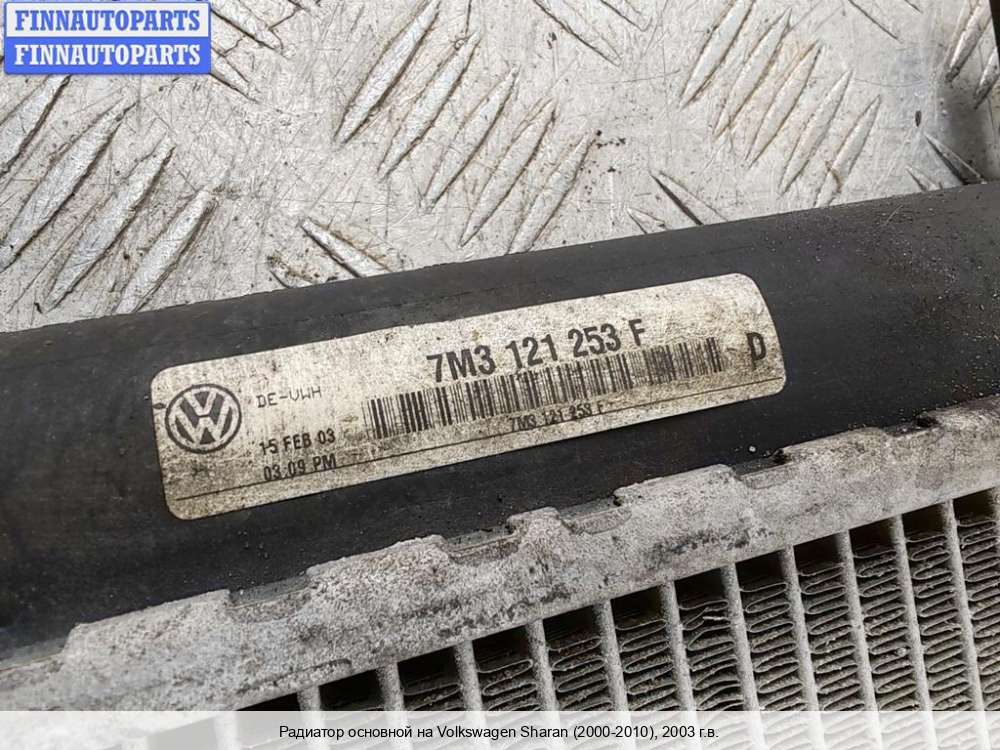 FINNAUTOPARTS
FINNAUTOPARTS
7M3 121 253 F
DE-VWH
D
15 FEB 03
7M3 121 253 F
03.09 PM
Радиатор основной на Volkswagen Sharan (2000-2010), 2003 г.в.